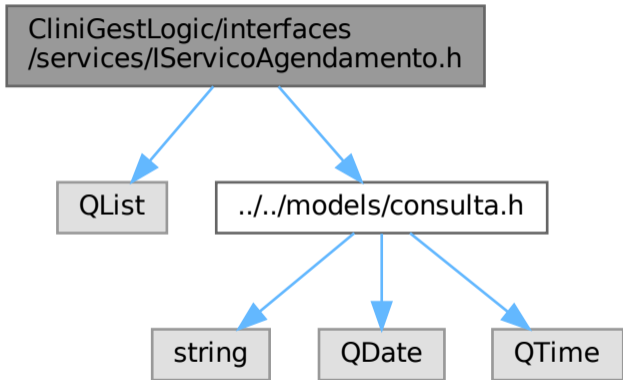 CliniGestLogic/interfaces
/services/IServicoAgendamento.h
QList
../../models/consulta.h
string
QDate
QTime